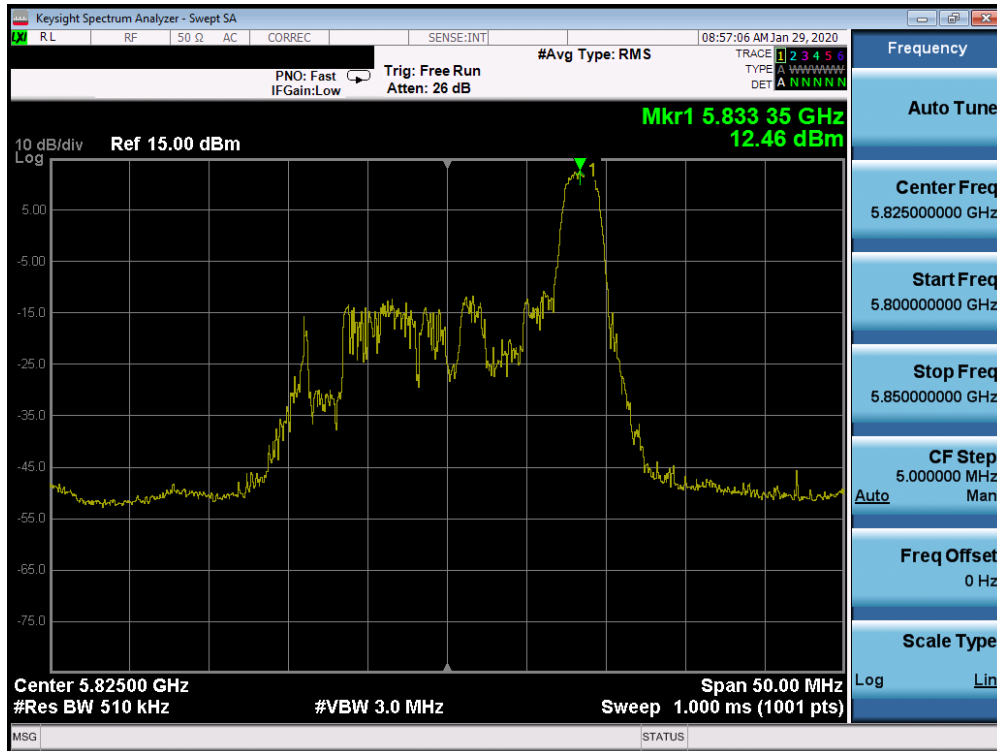 Keysight Spectrum Analyzer - Swept SA
LXI RL RF 50 Ω AC CORREC SENSE:INT 08:57:06 AM Jan 29, 2020
Frequency
PNO: Fast
IFGain:Low
Trig: Free Run
Atten: 26 dB
#Avg Type: RMS
TRACE 1 2 3 4 5 6
TYPE A WWWWW
DET A N N N N N
Auto Tune
Mkr1 5.833 35 GHz
12.46 dBm
10 dB/div Ref 15.00 dBm
Log
1
5.00
-5.00
-15.0
-25.0
-35.0
-45.0
-55.0
-65.0
-75.0
Center Freq
5.825000000 GHz
Start Freq
5.800000000 GHz
Stop Freq
5.850000000 GHz
CF Step
5.000000 MHz
Auto Man
Freq Offset
0 Hz
Scale Type
Log Lin
Center 5.82500 GHz Span 50.00 MHz
#Res BW 510 kHz #VBW 3.0 MHz Sweep 1.000 ms (1001 pts)
MSG STATUS